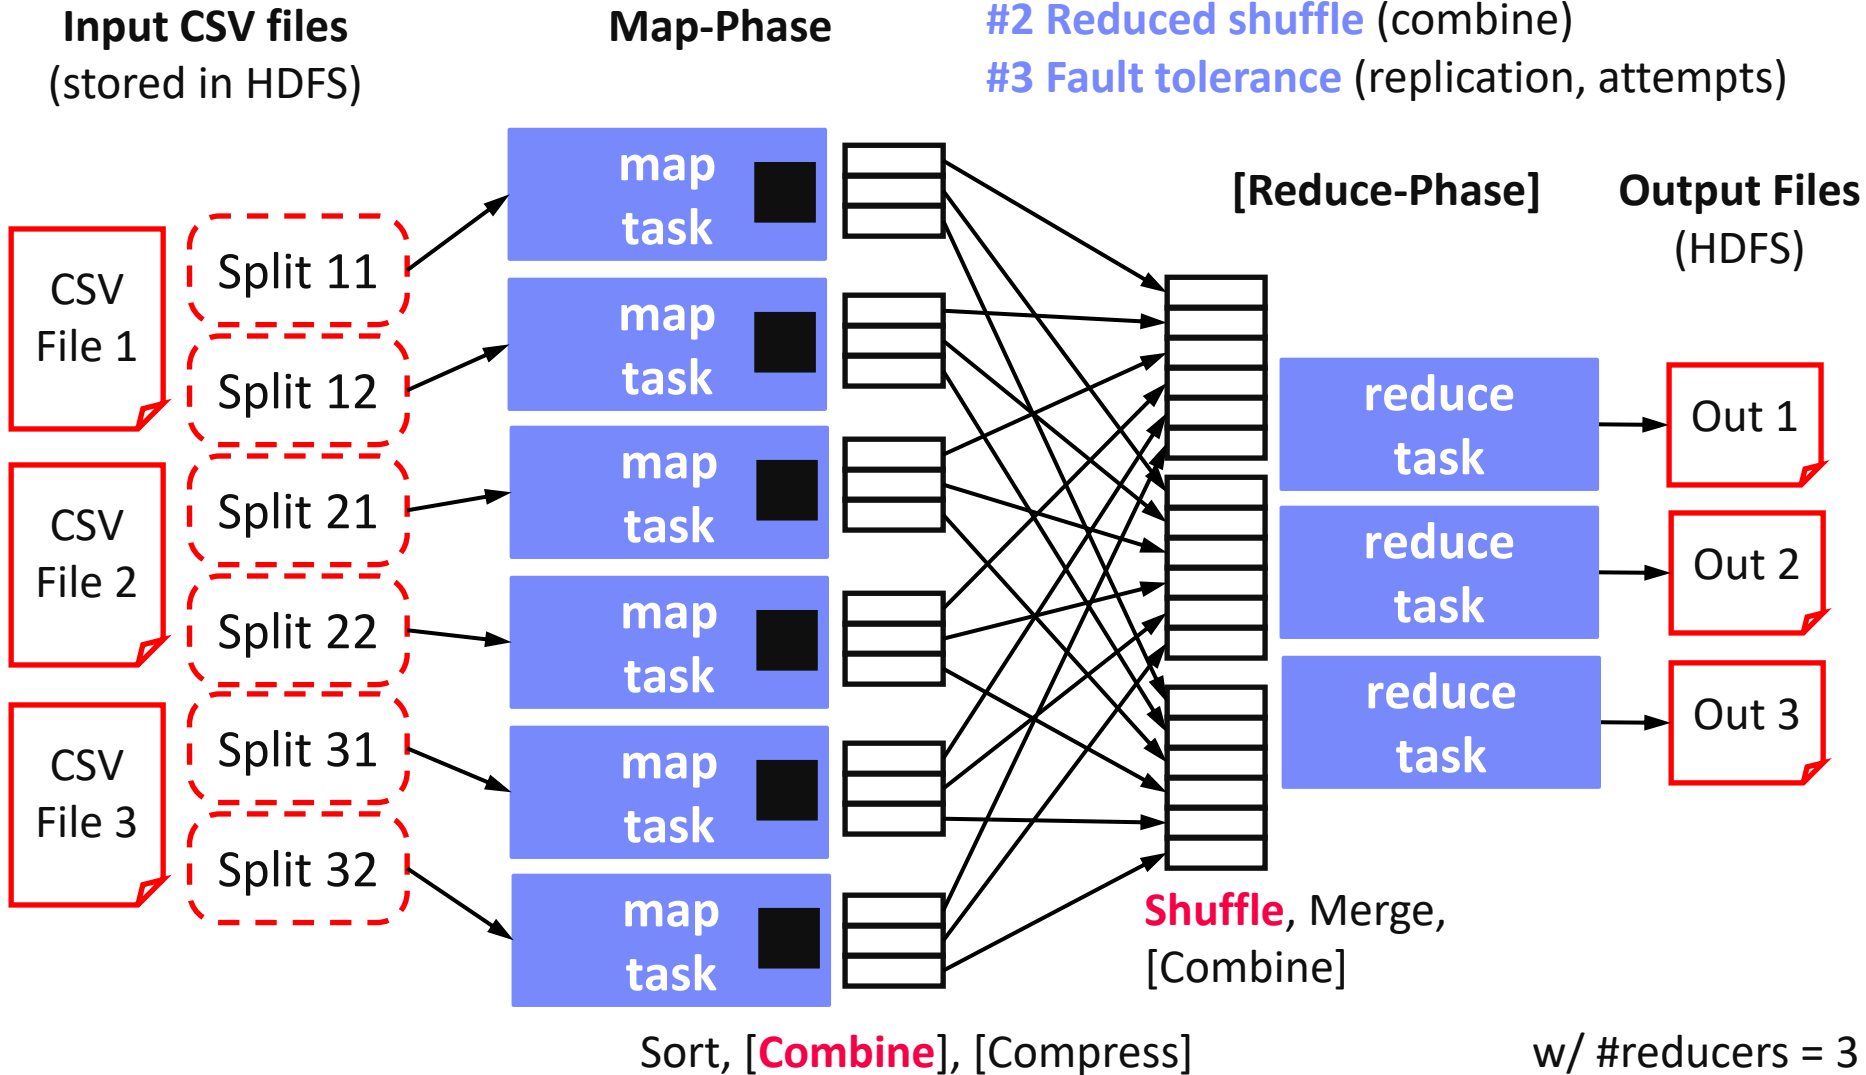 Input CSV files
(stored in HDFS)
Map-Phase
#2 Reduced shuffle (combine)
#3 Fault tolerance (replication, attempts)
[Reduce-Phase]
Output Files
(HDFS)
CSV
File 1
CSV
File 2
CSV
File 3
Split 11
Split 12
Split 21
Split 22
Split 31
Split 32
map
task
map
task
map
task
map
task
map
task
map
task
reduce
task
reduce
task
reduce
task
Out 1
Out 2
Out 3
Shuffle, Merge,
[Combine]
Sort, [Combine], [Compress]
w/ #reducers = 3